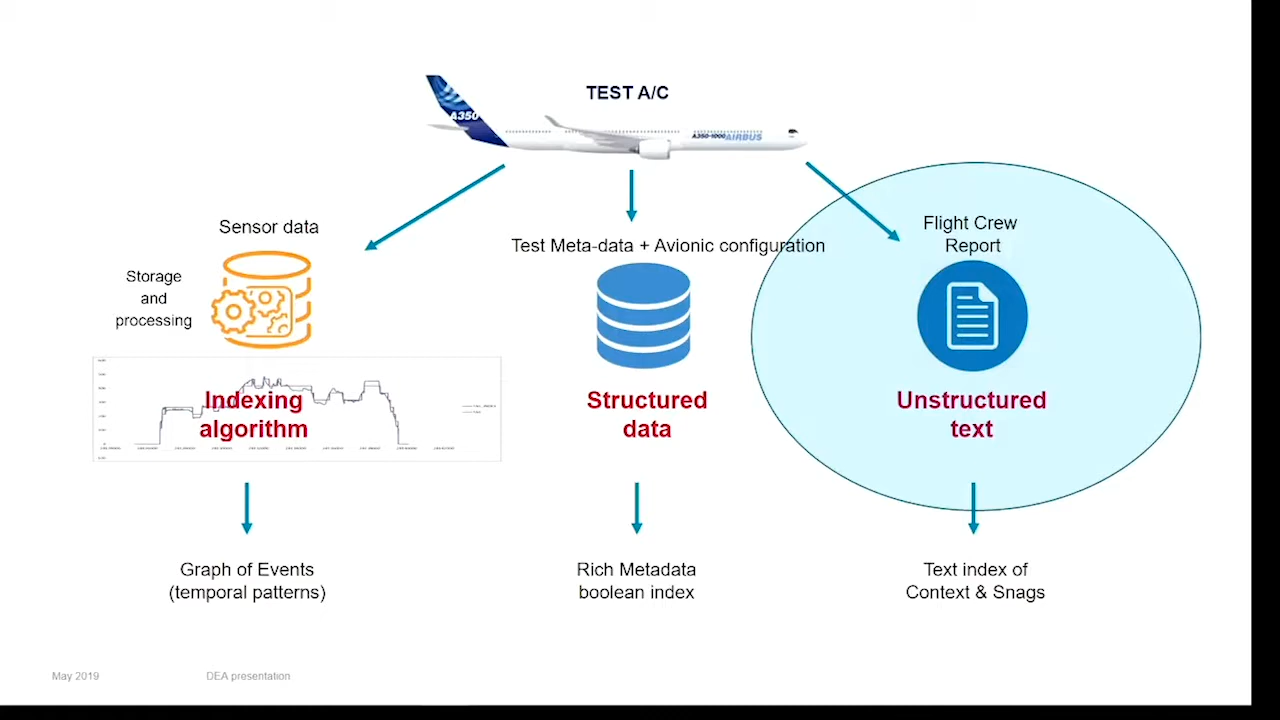 TEST A/C
A350
A350-1000 AIRBUS
Sensor data
Storage
and
processing
Indexing
algorithm
Graph of Events
(temporal patterns)
Test Meta-data + Avionic configuration
Structured
data
Rich Metadata
boolean index
Flight Crew
Report
Unstructured
text
Text index of
Context & Snags
May 2019
DEA presentation